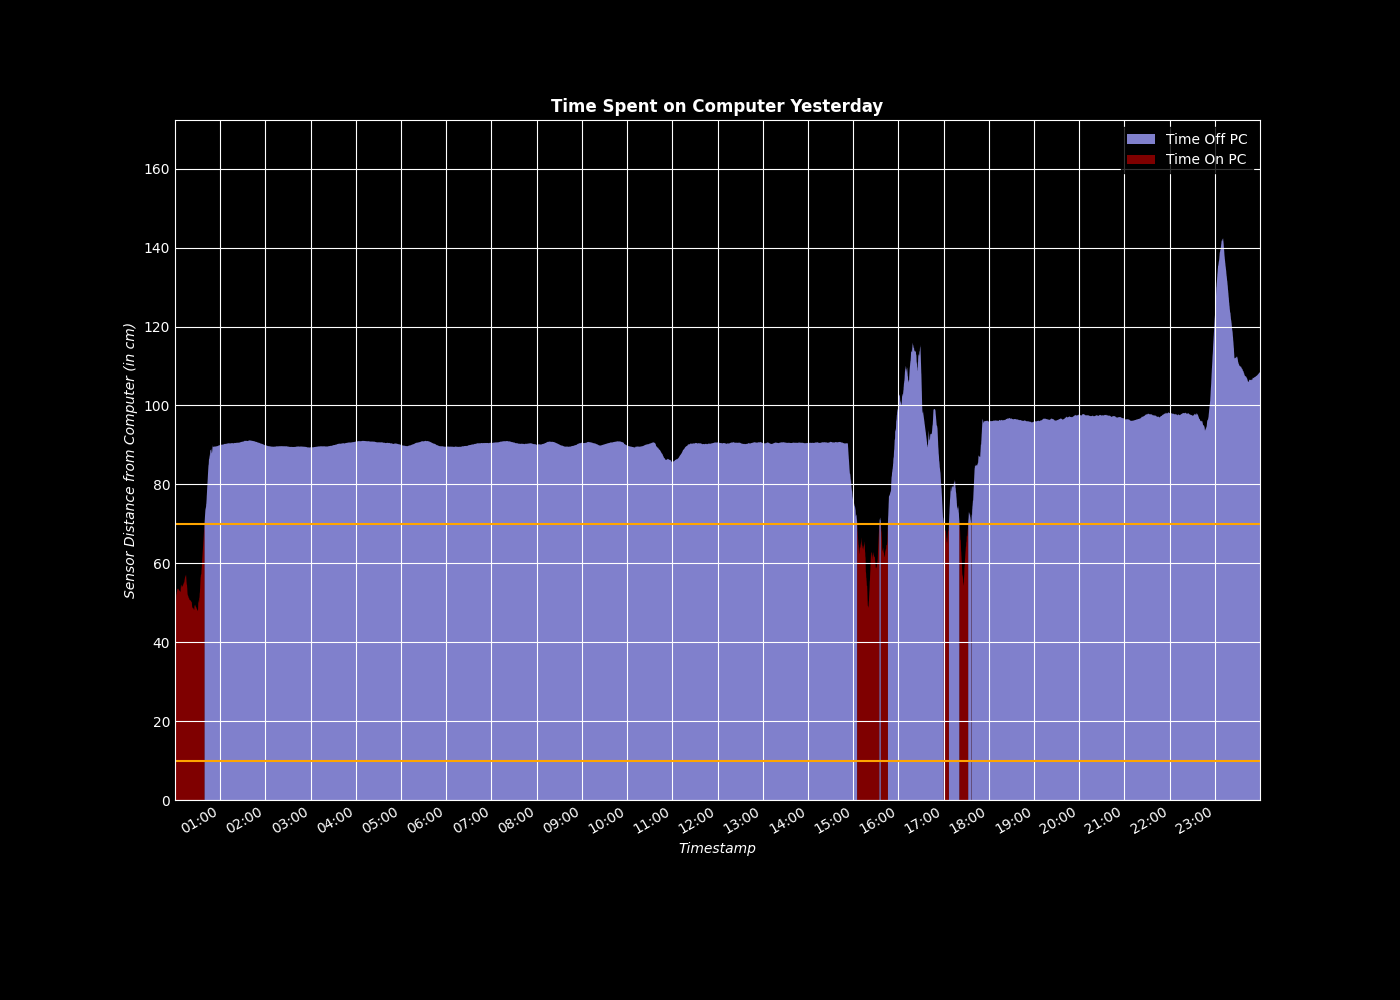 Time Spent on Computer Yesterday
Time Off PC
Time On PC
Sensor Distance from Computer (in cm)
160
140
120
100
80
60
40
20
0
01:00 02:00 03:00 04:00 05:00 06:00 07:00 08:00 09:00 10:00 11:00 12:00 13:00 14:00 15:00 16:00 17:00 18:00 19:00 20:00 21:00 22:00 23:00
Timestamp